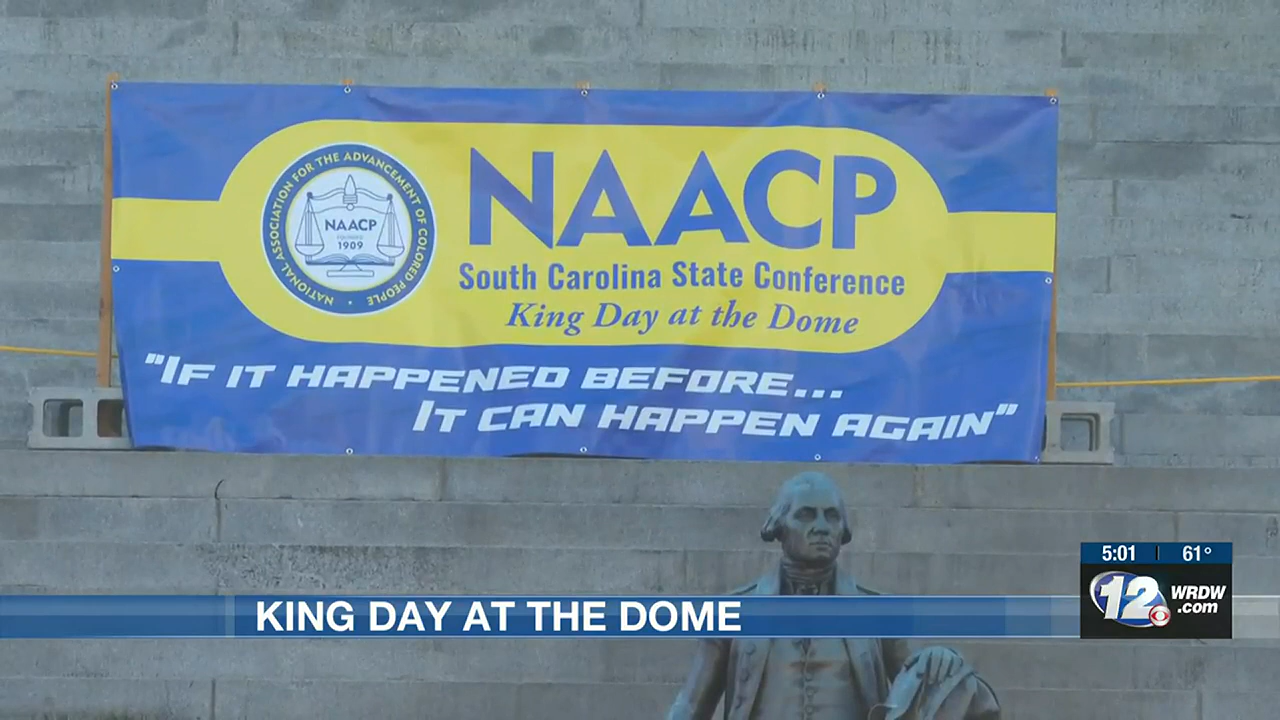 NATIONAL ASSOCIATION FOR THE ADVANCEMENT OF COLORED PEOPLE
NAACP
FOUNDED
1909
NAACP
South Carolina State Conference
King Day at the Dome
"IF IT HAPPENED BEFORE...
IT CAN HAPPEN AGAIN"
5:01 | 61°
12 WRDW
.com
KING DAY AT THE DOME